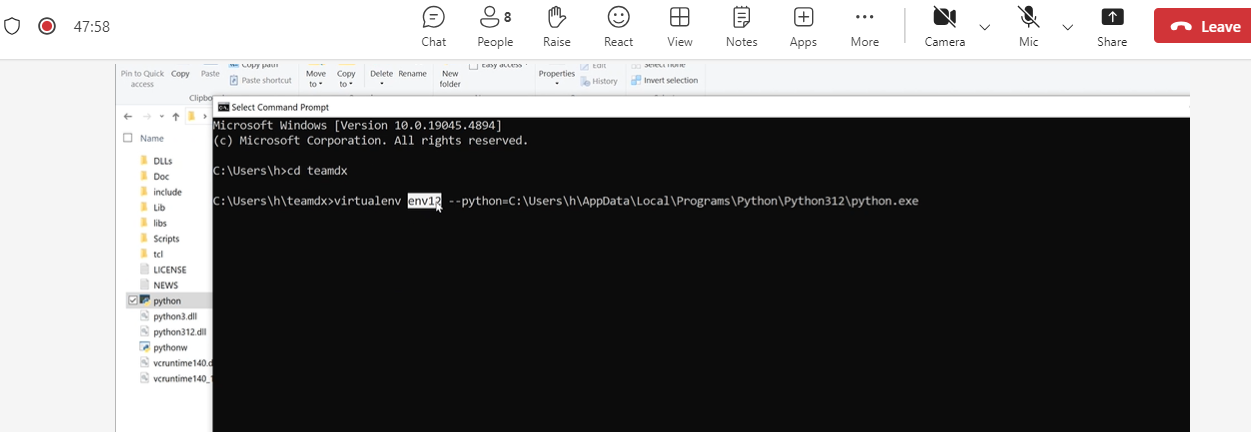 47:58
Chat
8
People
Raise
React
View
Notes
Apps
More
Camera
Mic
Share
Leave
Pin to Quick access
Copy
Paste
Copy path
Paste shortcut
Move to
Copy to
Delete
Rename
New folder
Easy access
Properties
Edit
History
Select none
Invert selection
Select Command Prompt
Name
DLLs
Doc
include
Lib
libs
Scripts
tcl
LICENSE
NEWS
python
python3.dll
python312.dll
pythonw
vcruntime140.d
vcruntime140_1
Microsoft Windows [Version 10.0.19045.4894]
(c) Microsoft Corporation. All rights reserved.
C:\Users\h>cd teamdx
C:\Users\h\teamdx>virtualenv env12 --python=C:\Users\h\AppData\Local\Programs\Python\Python312\python.exe